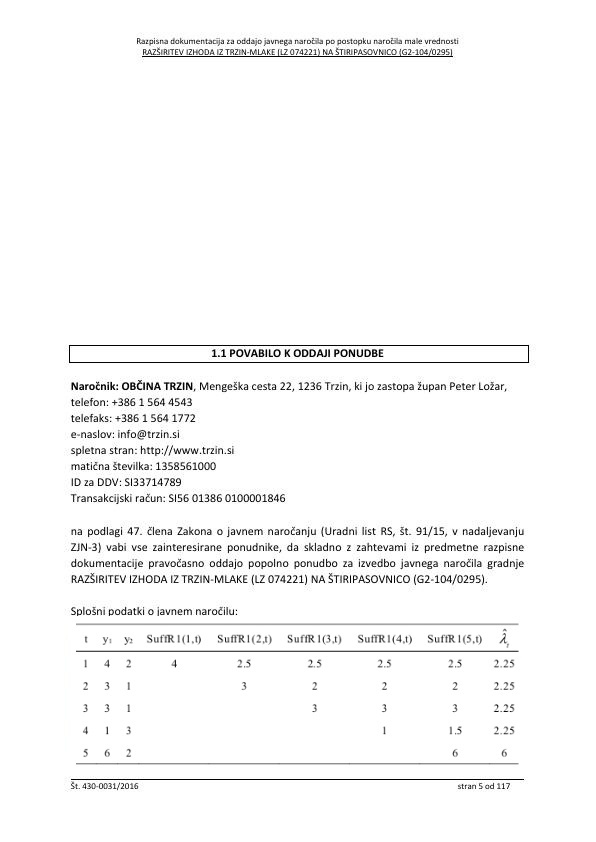 Razpisna dokumentacija za oddajo javnega naročila po postopku naročila male vrednosti
RAZŠIRITEV IZHODA IZ TRZIN-MLAKE (LZ 074221) NA ŠTIRIPASOVNICO (G2-104/0295)
1.1 POVABILO K ODDAJI PONUDBE
Naročnik: OBČINA TRZIN, Mengeška cesta 22, 1236 Trzin, ki jo zastopa župan Peter Ložar,
telefon: +386 1 564 4543
telefaks: +386 1 564 1772
e-naslov: info@trzin.si
spletna stran: http://www.trzin.si
matična številka: 1358561000
ID za DDV: SI33714789
Transakcijski račun: SI56 01386 0100001846
na podlagi 47. člena Zakona o javnem naročanju (Uradni list RS, št. 91/15, v nadaljevanju
ZJN-3) vabi vse zainteresirane ponudnike, da skladno z zahtevami iz predmetne razpisne
dokumentacije pravočasno oddajo popolno ponudbo za izvedbo javnega naročila gradnje
RAZŠIRITEV IZHODA IZ TRZIN-MLAKE (LZ 074221) NA ŠTIRIPASOVNICO (G2-104/0295).
Splošni podatki o javnem naročilu:
t y₁ y₂ SuffR1(1,t) SuffR1(2,t) SuffR1(3,t) SuffR1(4,t) SuffR1(5,t) λ̂ₜ
1 4 2 4 2.5 2.5 2.5 2.5 2.25
2 3 1 3 2 2 2 2.25
3 3 1 3 3 3 2.25
4 1 3 1 1.5 2.25
5 6 2 6 6
Št. 430-0031/2016 stran 5 od 117